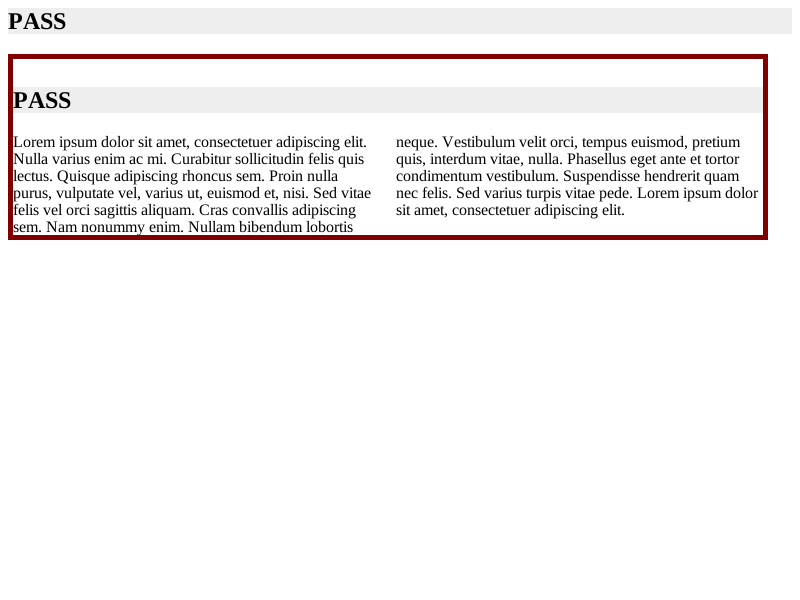 PASS
PASS
Lorem ipsum dolor sit amet, consectetuer adipiscing elit.
Nulla varius enim ac mi. Curabitur sollicitudin felis quis
lectus. Quisque adipiscing rhoncus sem. Proin nulla
purus, vulputate vel, varius ut, euismod et, nisi. Sed vitae
felis vel orci sagittis aliquam. Cras convallis adipiscing
sem. Nam nonummy enim. Nullam bibendum lobortis
neque. Vestibulum velit orci, tempus euismod, pretium
quis, interdum vitae, nulla. Phasellus eget ante et tortor
condimentum vestibulum. Suspendisse hendrerit quam
nec felis. Sed varius turpis vitae pede. Lorem ipsum dolor
sit amet, consectetuer adipiscing elit.